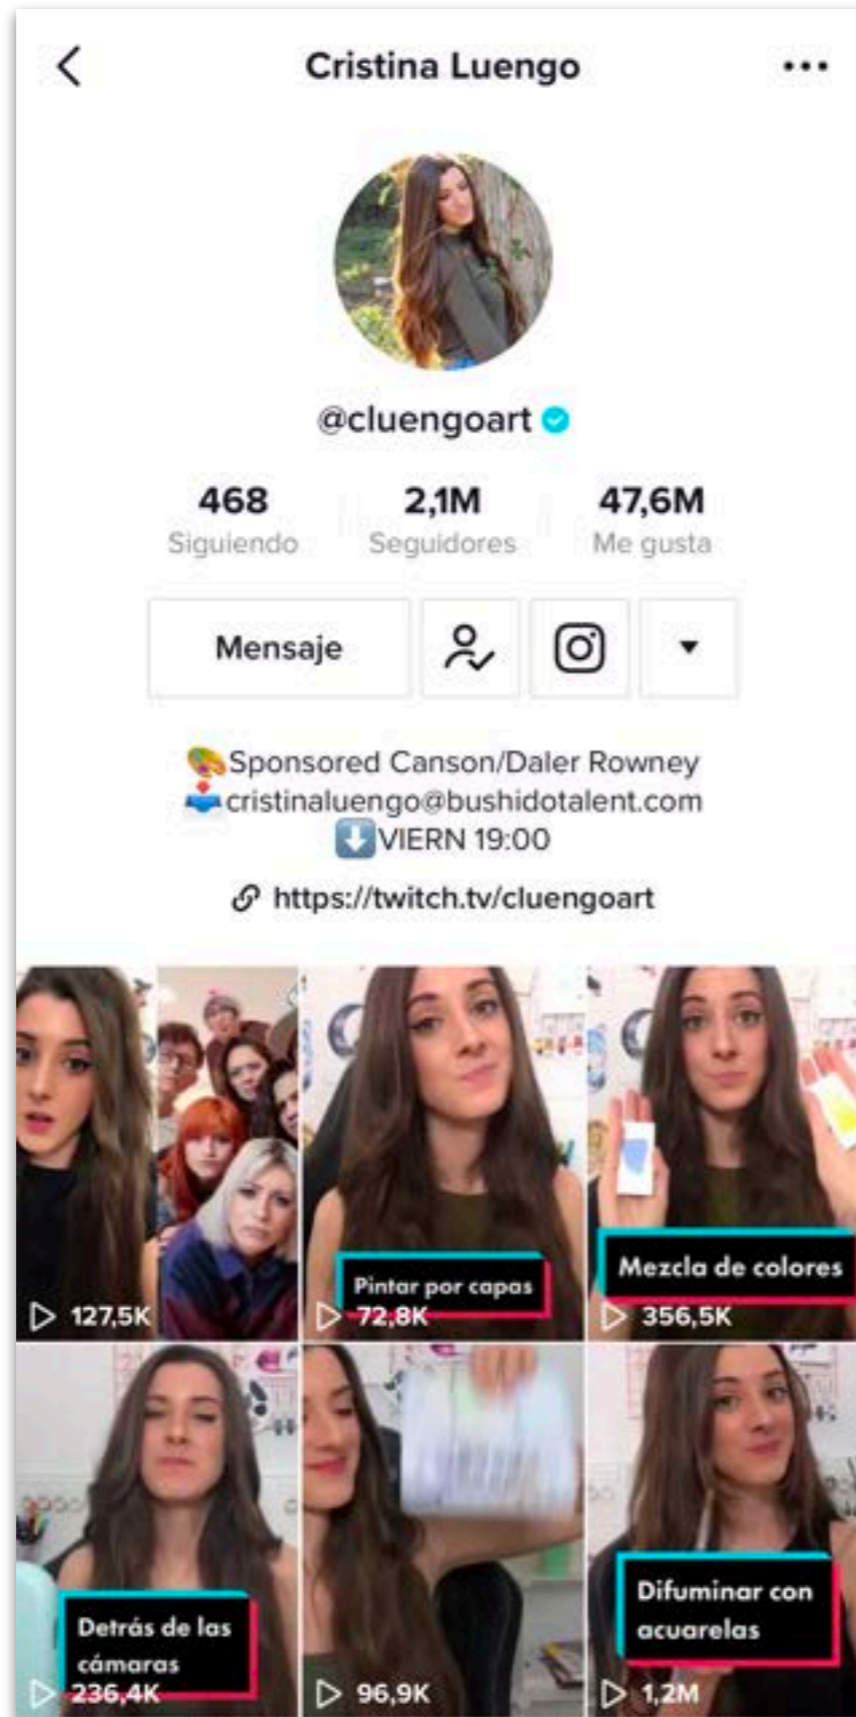 Cristina Luengo
@cluengoart
468 2,1M 47,6M
Siguiendo Seguidores Me gusta
Mensaje
Sponsored Canson/Daler Rowney
cristinaluengo@bushidotalent.com
VIERN 19:00
https://twitch.tv/cluengoart
127,5K
Pintar por capas
72,8K
Mezcla de colores
356,5K
Detrás de las
cámaras
236,4K
96,9K
Difuminar con
acuarelas
1,2M